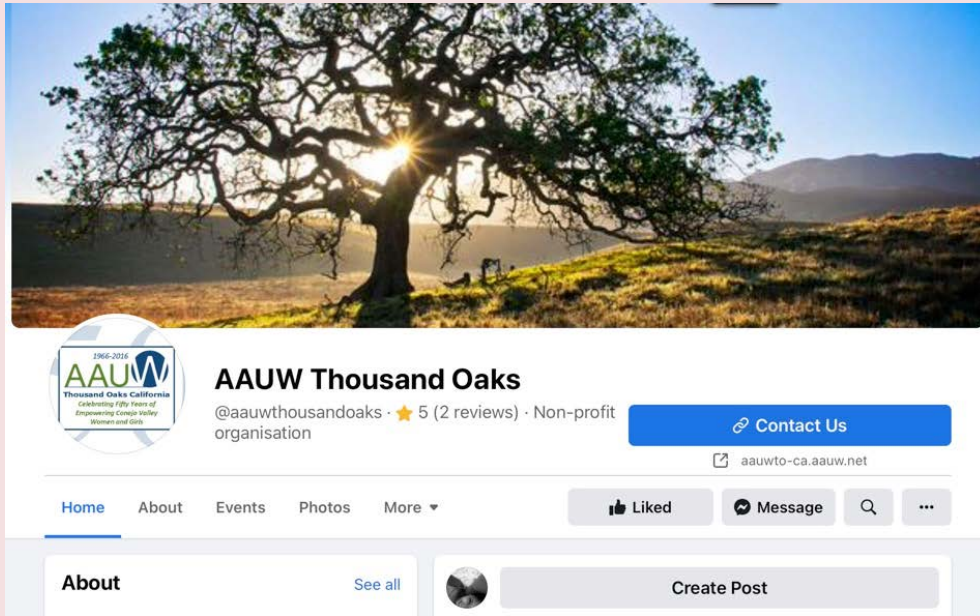 1966-2016
AAUW
Thousand Oaks California
Celebrating Fifty Years of
Empowering Conejo Valley
Women and Girls
AAUW Thousand Oaks
@aauwthousandoaks · 5 (2 reviews) · Non-profit
organisation
Contact Us
aauwto-ca.aauw.net
Home About Events Photos More
Liked Message
About See all
Create Post